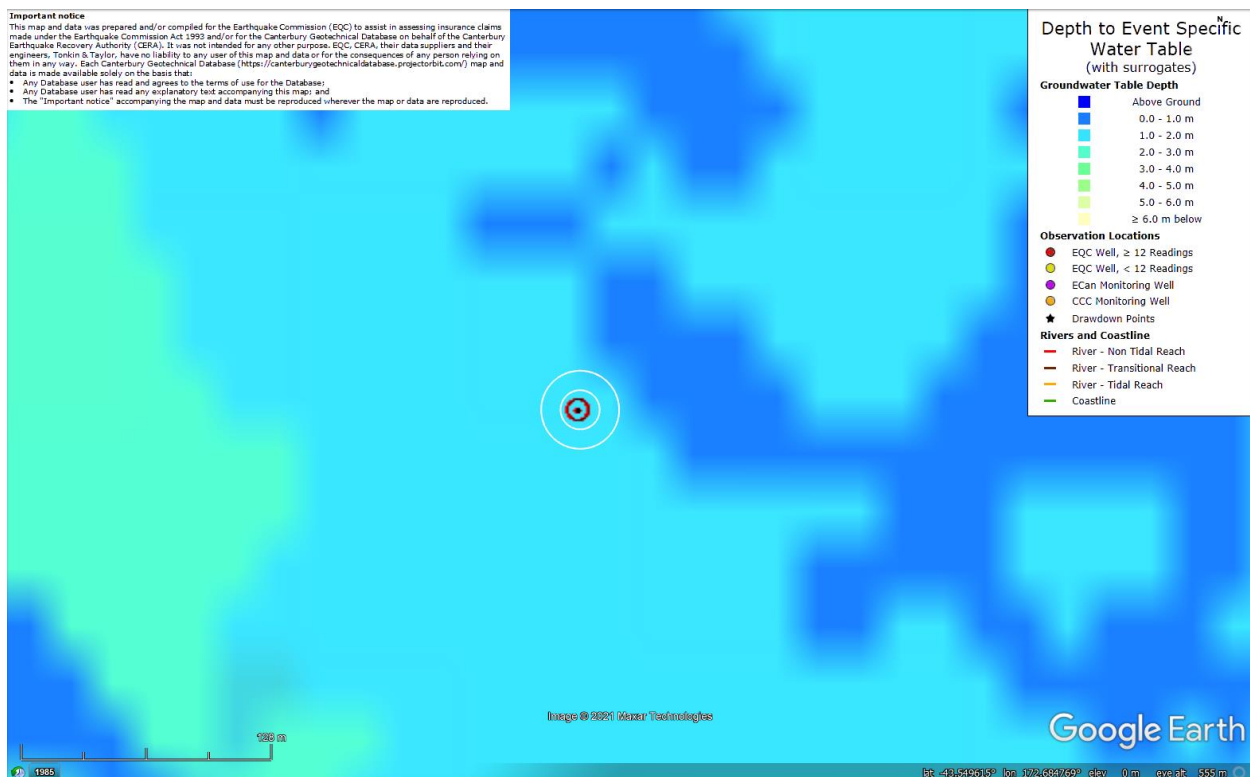 Important notice
This map and data was prepared and/or compiled for the Earthquake Commission (EQC) to assist in assessing insurance claims
made under the Earthquake Commission Act 1993 and/or for the Canterbury Geotechnical Database on behalf of the Canterbury
Earthquake Recovery Authority (CERA). It was not intended for any other purpose. EQC, CERA, their data suppliers and their
engineers, Tonkin & Taylor, have no liability to any user of this map and data or for the consequences of any person relying on
them in any way. Each Canterbury Geotechnical Database (https://canterburygeotechnicaldatabase.projectorbit.com/) map and
data is made available solely on the basis that:
• Any Database user has read and agrees to the terms of use for the Database;
• Any Database user has read any explanatory text accompanying this map; and
• The "Important notice" accompanying the map and data must be reproduced wherever the map or data are reproduced.
N
Depth to Event Specific
Water Table
(with surrogates)
Groundwater Table Depth
Above Ground
0.0 - 1.0 m
1.0 - 2.0 m
2.0 - 3.0 m
3.0 - 4.0 m
4.0 - 5.0 m
5.0 - 6.0 m
≥ 6.0 m below
Observation Locations
EQC Well, ≥ 12 Readings
EQC Well, < 12 Readings
ECan Monitoring Well
CCC Monitoring Well
Drawdown Points
Rivers and Coastline
River - Non Tidal Reach
River - Transitional Reach
River - Tidal Reach
Coastline
Image © 2021 Maxar Technologies
Google Earth
128 m
1985
lat -43.549615° lon 172.684769° elev 0 m eye alt 555 m